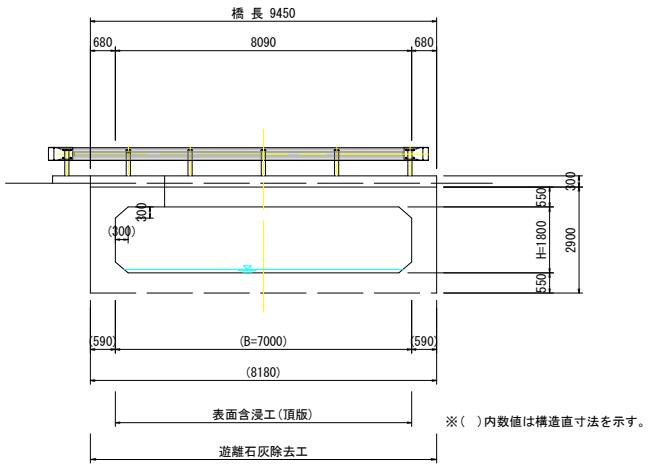 橋 長 9450
680
8090
680
300
550
300
(300)
H=1800
2900
550
(590)
(B=7000)
(590)
(8180)
表面含浸工(頂版)
※( )内数値は構造直寸法を示す。
遊離石灰除去工